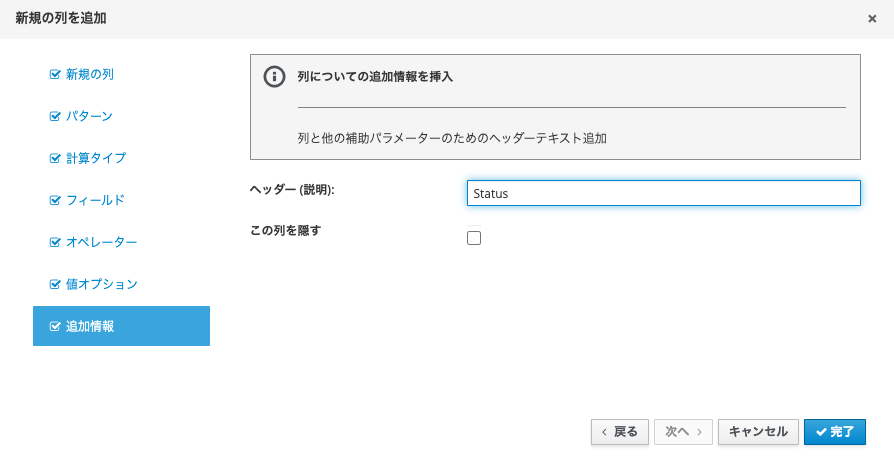 新規の列を追加
×
新規の列
パターン
計算タイプ
フィールド
オペレーター
値オプション
追加情報
列についての追加情報を挿入
列と他の補助パラメーターのためのヘッダーテキスト追加
ヘッダー (説明): Status
この列を隠す
戻る 次へ キャンセル 完了